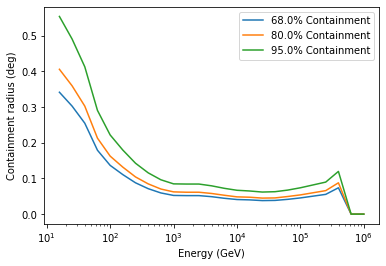 68.0% Containment
80.0% Containment
95.0% Containment
Containment radius (deg)
0.5
0.4
0.3
0.2
0.1
0.0
10¹ 10² 10³ 10⁴ 10⁵ 10⁶
Energy (GeV)